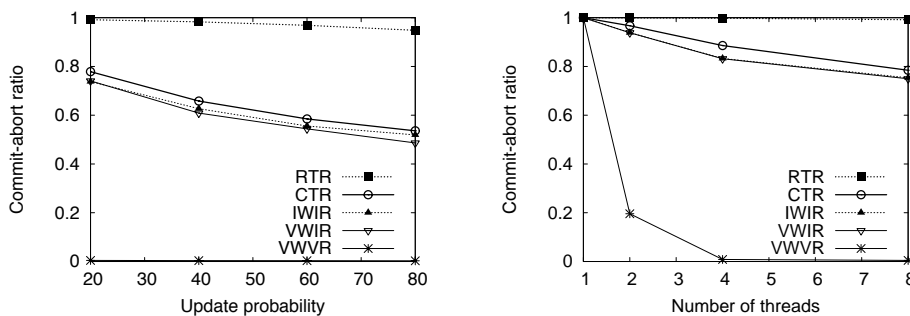 1
0.8
0.6
0.4
0.2
0
Commit-abort ratio
RTR
CTR
IWIR
VWIR
VWVR
20 30 40 50 60 70 80
Update probability
1
0.8
0.6
0.4
0.2
0
Commit-abort ratio
RTR
CTR
IWIR
VWIR
VWVR
1 2 3 4 5 6 7 8
Number of threads